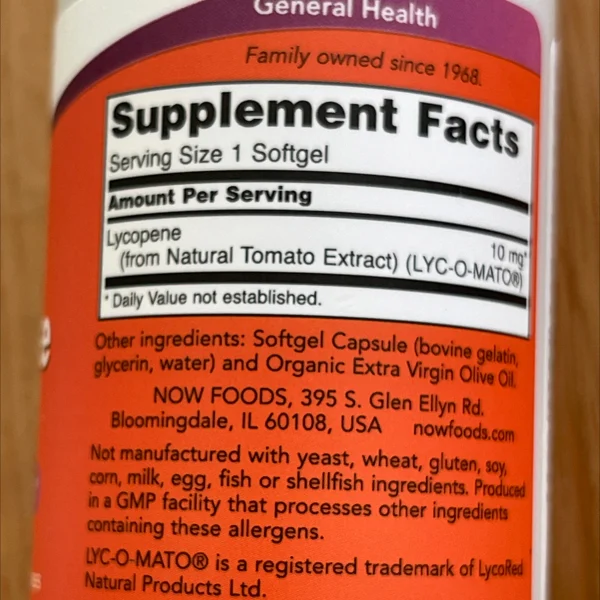 General Health
Family owned since 1968.
Supplement Facts
Serving Size 1 Softgel
Amount Per Serving
Lycopene 10 mg*
(from Natural Tomato Extract) (LYC-O-MATO®)
* Daily Value not established.
Other ingredients: Softgel Capsule (bovine gelatin,
glycerin, water) and Organic Extra Virgin Olive Oil.
NOW FOODS, 395 S. Glen Ellyn Rd.
Bloomingdale, IL 60108, USA nowfoods.com
Not manufactured with yeast, wheat, gluten, soy,
corn, milk, egg, fish or shellfish ingredients. Produced
in a GMP facility that processes other ingredients
containing these allergens.
LYC-O-MATO® is a registered trademark of LycoRed
Natural Products Ltd.